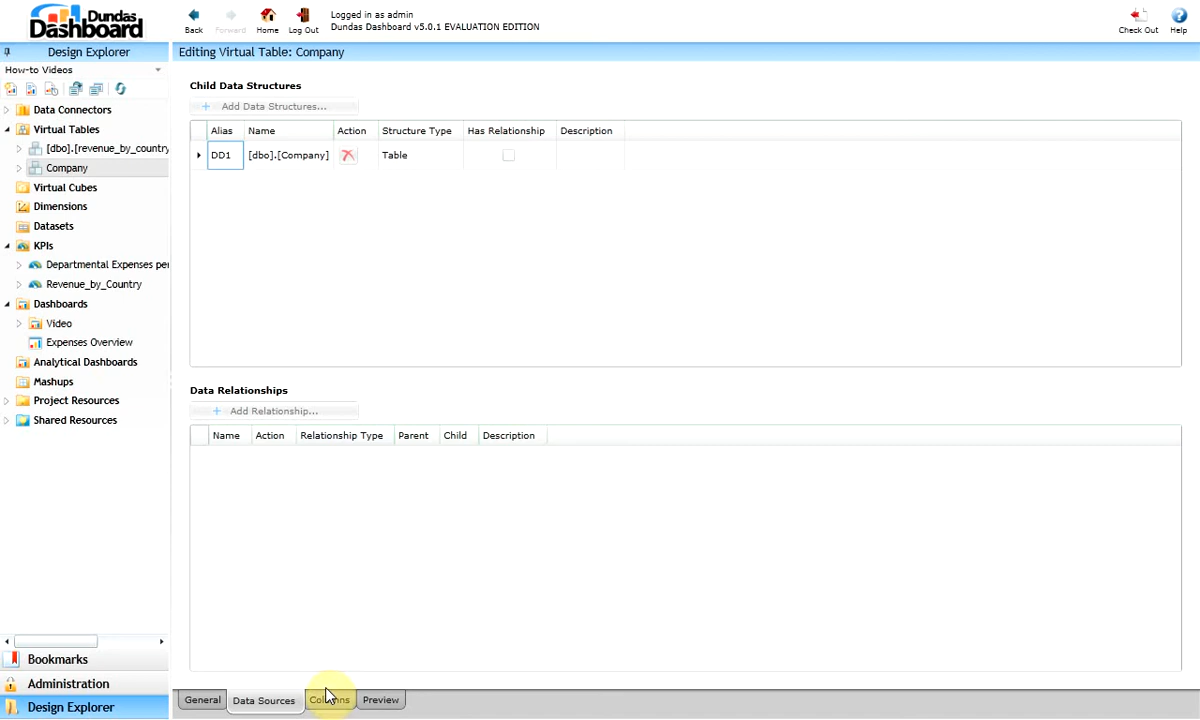 Dundas
Dashboard
Back
Forward
Home
Log Out
Logged in as admin
Dundas Dashboard v5.0.1 EVALUATION EDITION
Check Out
Help
Design Explorer
Editing Virtual Table: Company
How-to Videos
Data Connectors
Virtual Tables
[dbo].[revenue_by_country
Company
Virtual Cubes
Dimensions
Datasets
KPIs
Departmental Expenses per
Revenue_by_Country
Dashboards
Video
Expenses Overview
Analytical Dashboards
Mashups
Project Resources
Shared Resources
Bookmarks
Administration
Design Explorer
Child Data Structures
+ Add Data Structures...
Alias Name Action Structure Type Has Relationship Description
DD1 [dbo].[Company] Table
Data Relationships
+ Add Relationship...
Name Action Relationship Type Parent Child Description
General Data Sources Columns Preview